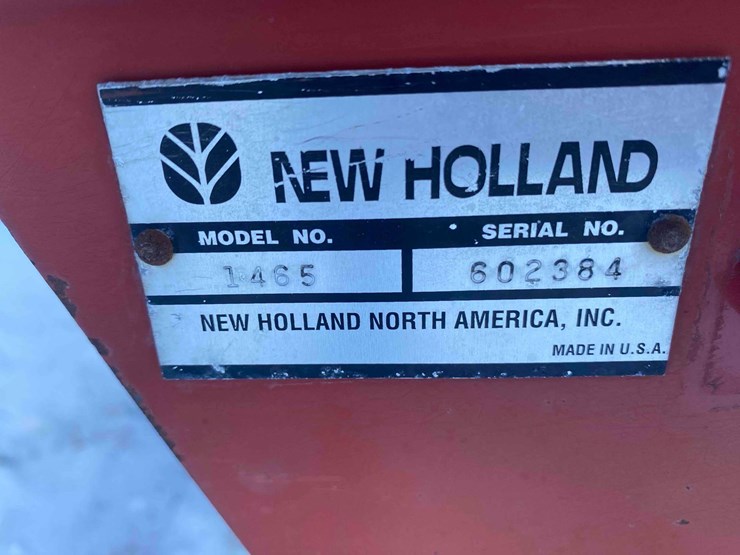 NEW HOLLAND
MODEL NO. SERIAL NO.
1465 602384
NEW HOLLAND NORTH AMERICA, INC.
MADE IN U.S.A.